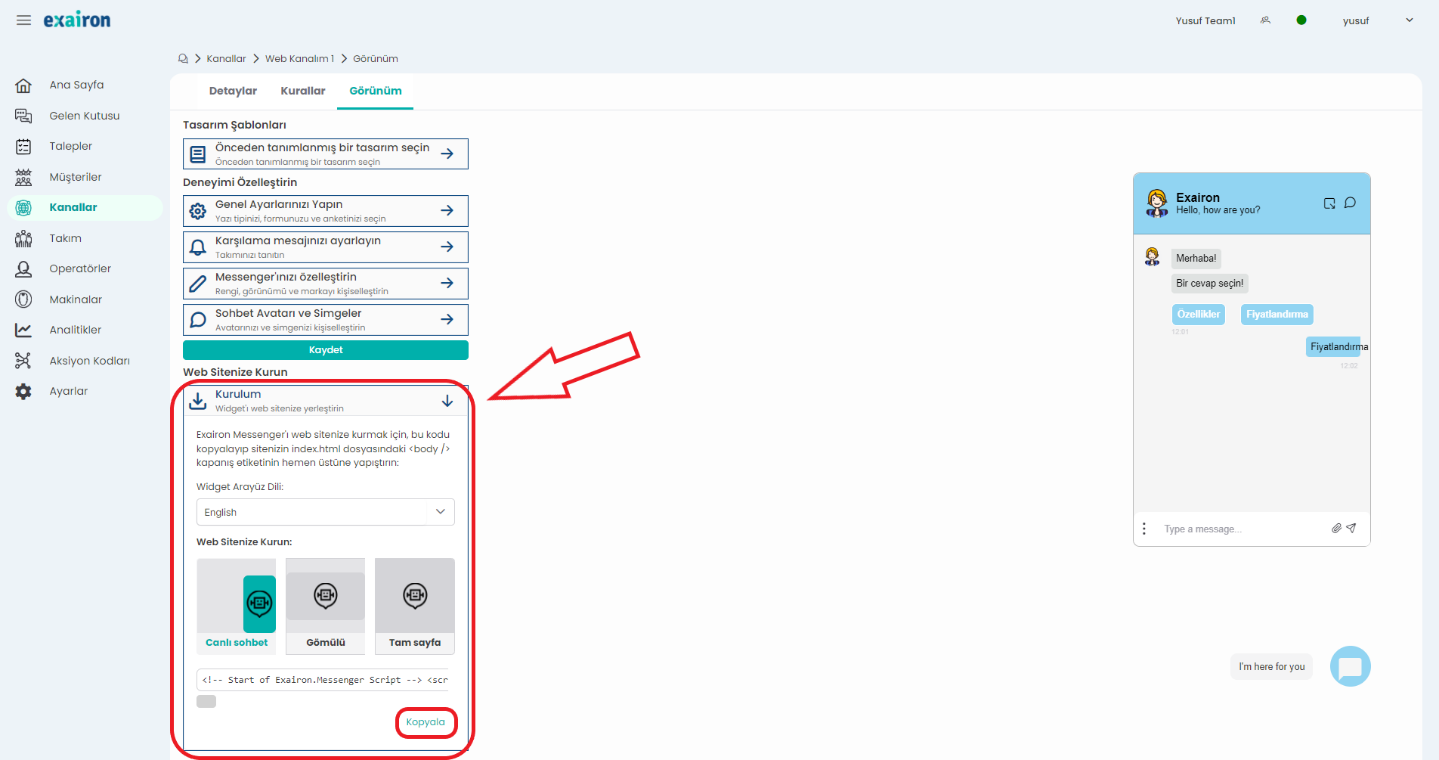 exairon
Yusuf Team1
yusuf
Kanallar
Web Kanalım 1
Görünüm
Ana Sayfa
Gelen Kutusu
Talepler
Müşteriler
Kanallar
Takım
Operatörler
Makinalar
Analitikler
Aksiyon Kodları
Ayarlar
Detaylar
Kurallar
Görünüm
Tasarım Şablonları
Önceden tanımlanmış bir tasarım seçin
Önceden tanımlanmış bir tasarım seçin
Deneyimi Özelleştirin
Genel Ayarlarınızı Yapın
Yazı tipinizi, formunuzu ve anketinizi seçin
Karşılama mesajınızı ayarlayın
Takımınızı tanıtın
Messenger'ınızı özelleştirin
Rengi, görünümü ve markayı kişiselleştirin
Sohbet Avatarı ve Simgeler
Avatarınızı ve simgenizi kişiselleştirin
Kaydet
Web Sitenize Kurun
Kurulum
Widget'ı web sitenize yerleştirin
Exairon Messenger'ı web sitenize kurmak için, bu kodu
kopyalayıp sitenizin index.html dosyasındaki <body />
kapanış etiketinin hemen üstüne yapıştırın:
Widget Arayüz Dili:
English
Web Sitenize Kurun:
Canlı sohbet
Gömülü
Tam sayfa
<!-- Start of Exairon.Messenger Script --> <scr
Kopyala
Exairon
Hello, how are you?
Merhaba!
Bir cevap seçin!
Özellikler
Fiyatlandırma
12:01
Fiyatlandırma
12:02
Type a message...
I'm here for you